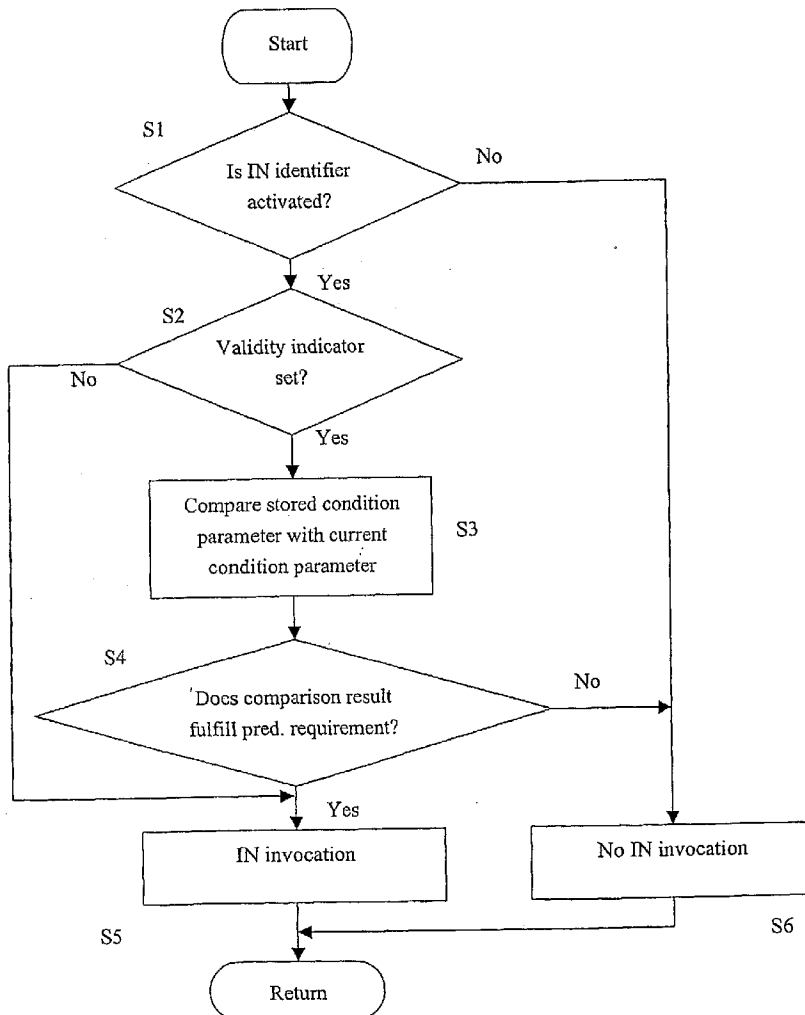 Start
S1
No
Is IN identifier
activated?
Yes
S2
Validity indicator
set?
No
Yes
Compare stored condition
parameter with current
condition parameter
S3
S4
No
Does comparison result
fulfill pred. requirement?
Yes
IN invocation
No IN invocation
S5
S6
Return